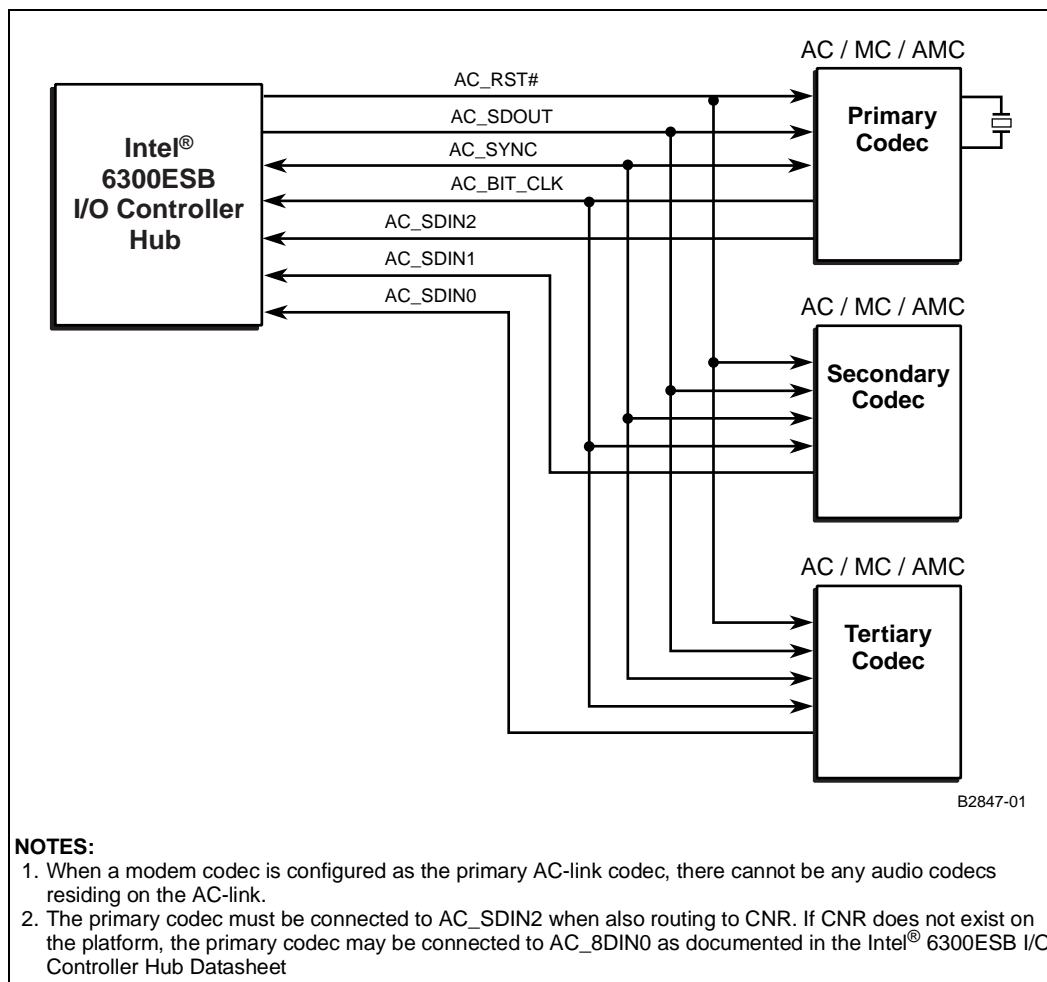 AC / MC / AMC
AC_RST#
AC_SDOUT
AC_SYNC
AC_BIT_CLK
AC_SDIN2
AC_SDIN1
AC_SDIN0
Intel®
6300ESB
I/O Controller
Hub
Primary
Codec
AC / MC / AMC
Secondary
Codec
AC / MC / AMC
Tertiary
Codec
B2847-01
NOTES:
1. When a modem codec is configured as the primary AC-link codec, there cannot be any audio codecs
residing on the AC-link.
2. The primary codec must be connected to AC_SDIN2 when also routing to CNR. If CNR does not exist on
the platform, the primary codec may be connected to AC_8DIN0 as documented in the Intel® 6300ESB I/O
Controller Hub Datasheet